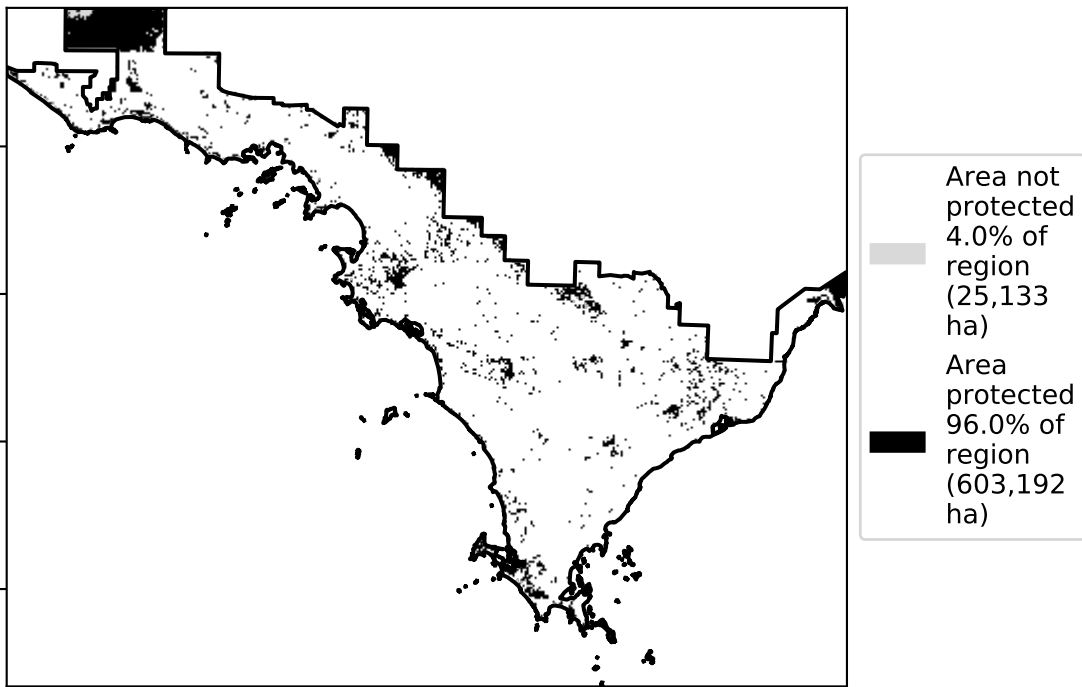 Area not
protected
4.0% of
region
(25,133
ha)
Area
protected
96.0% of
region
(603,192
ha)